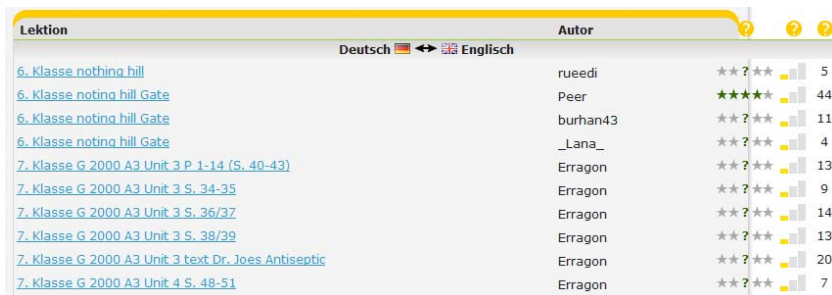 Lektion Autor ? ? ?
Deutsch ↔ Englisch
6. Klasse nothing hill rueedi ? 5
6. Klasse noting hill Gate Peer 44
6. Klasse noting hill Gate burhan43 ? 11
6. Klasse noting hill Gate _Lana_ ? 4
7. Klasse G 2000 A3 Unit 3 P 1-14 (S. 40-43) Erragon ? 13
7. Klasse G 2000 A3 Unit 3 S. 34-35 Erragon ? 9
7. Klasse G 2000 A3 Unit 3 S. 36/37 Erragon ? 14
7. Klasse G 2000 A3 Unit 3 S. 38/39 Erragon ? 13
7. Klasse G 2000 A3 Unit 3 text Dr. Joes Antiseptic Erragon ? 20
7. Klasse G 2000 A3 Unit 4 S. 48-51 Erragon ? 7